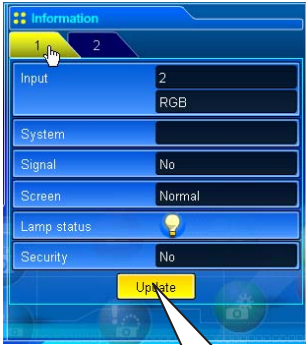 Information
1 2
Input 2
RGB
System
Signal No
Screen Normal
Lamp status
Security No
Update